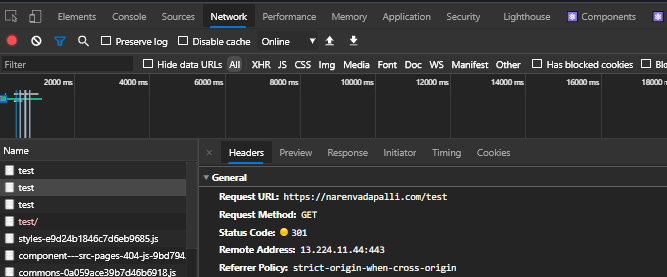 Elements Console Sources Network Performance Memory Application Security Lighthouse Components
Preserve log Disable cache Online
Filter Hide data URLs All XHR JS CSS Img Media Font Doc WS Manifest Other Has blocked cookies Blo
2000 ms 4000 ms 6000 ms 8000 ms 10000 ms 12000 ms 14000 ms 16000 ms 18000
Name × Headers Preview Response Initiator Timing Cookies
test
test
test
test/
styles-e9d24b1846c7d6eb9685.js
component---src-pages-404-js-9bd794
commons-0a059ace39b7d46b6918.js
General
Request URL: https://narenvadapalli.com/test
Request Method: GET
Status Code: 301
Remote Address: 13.224.11.44:443
Referrer Policy: strict-origin-when-cross-origin